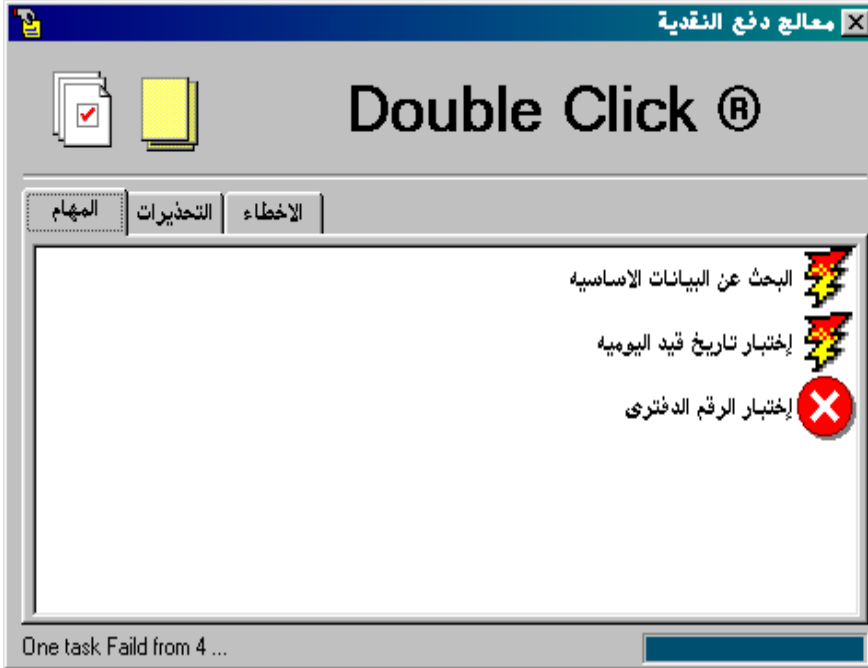 معالج دفع النقدية
Double Click ®
المهام
التحذيرات
الاخطاء
البحث عن البيانات الاساسيه
إختبار تاريخ قيد اليوميه
إختبار الرقم الدفترى
One task Faild from 4 ...